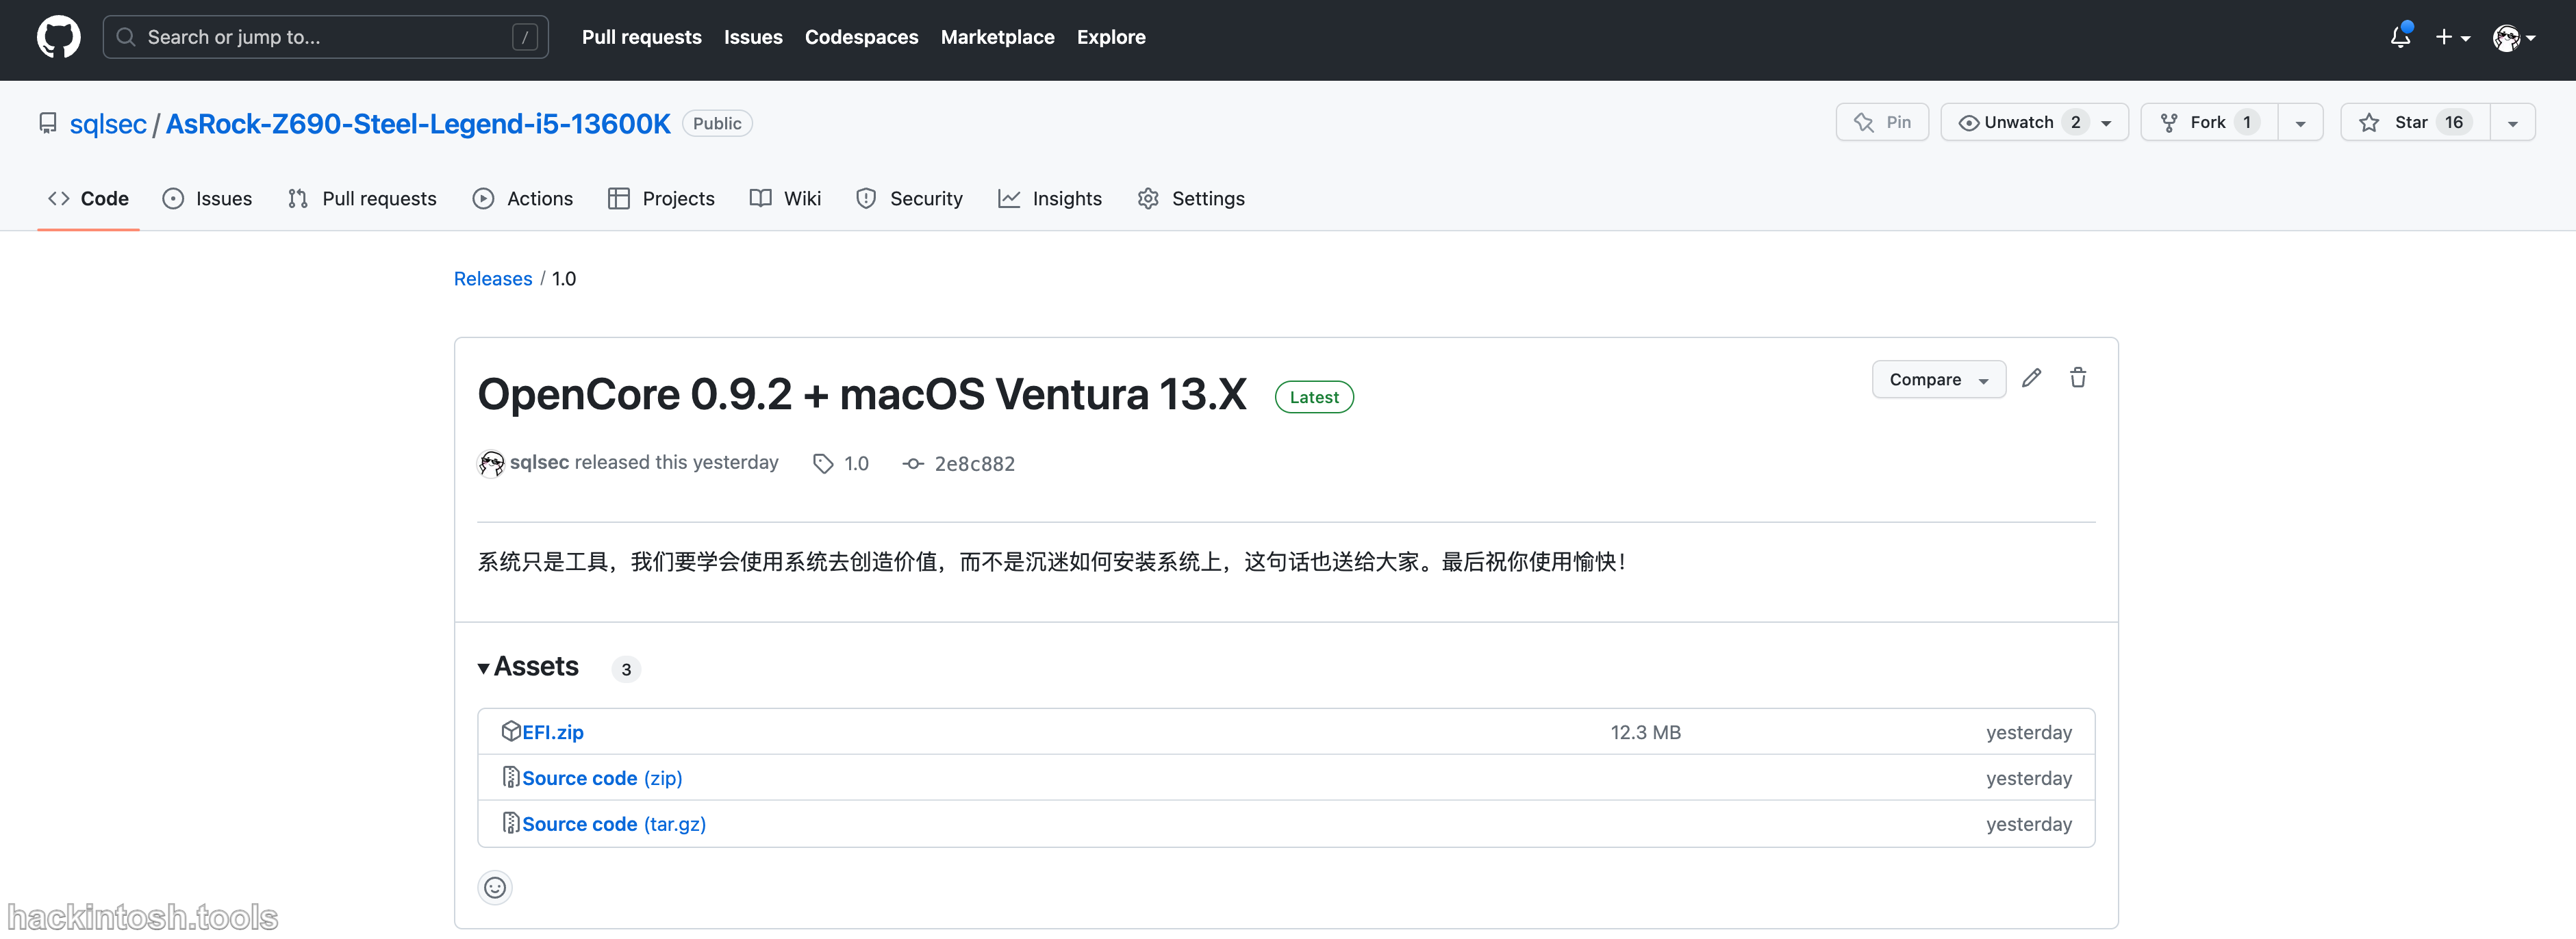 Search or jump to... / Pull requests Issues Codespaces Marketplace Explore
sqlsec / AsRock-Z690-Steel-Legend-i5-13600K Public Pin Unwatch 2 Fork 1 Star 16
Code Issues Pull requests Actions Projects Wiki Security Insights Settings
Releases / 1.0
OpenCore 0.9.2 + macOS Ventura 13.X Latest Compare
sqlsec released this yesterday 1.0 2e8c882
系统只是工具，我们要学会使用系统去创造价值，而不是沉迷如何安装系统上，这句话也送给大家。最后祝你使用愉快！
Assets 3
EFI.zip 12.3 MB yesterday
Source code (zip) yesterday
Source code (tar.gz) yesterday
hackintosh.tools